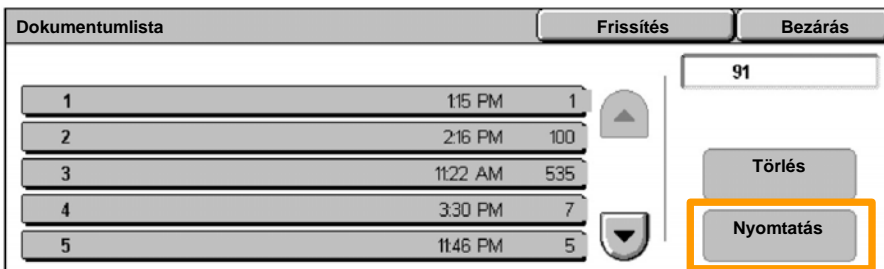 Dokumentumlista Frissítés Bezárás
91
1 1:15 PM 1
2 2:16 PM 100
3 11:22 AM 535
Törlés
4 3:30 PM 7
Nyomtatás
5 11:46 PM 5